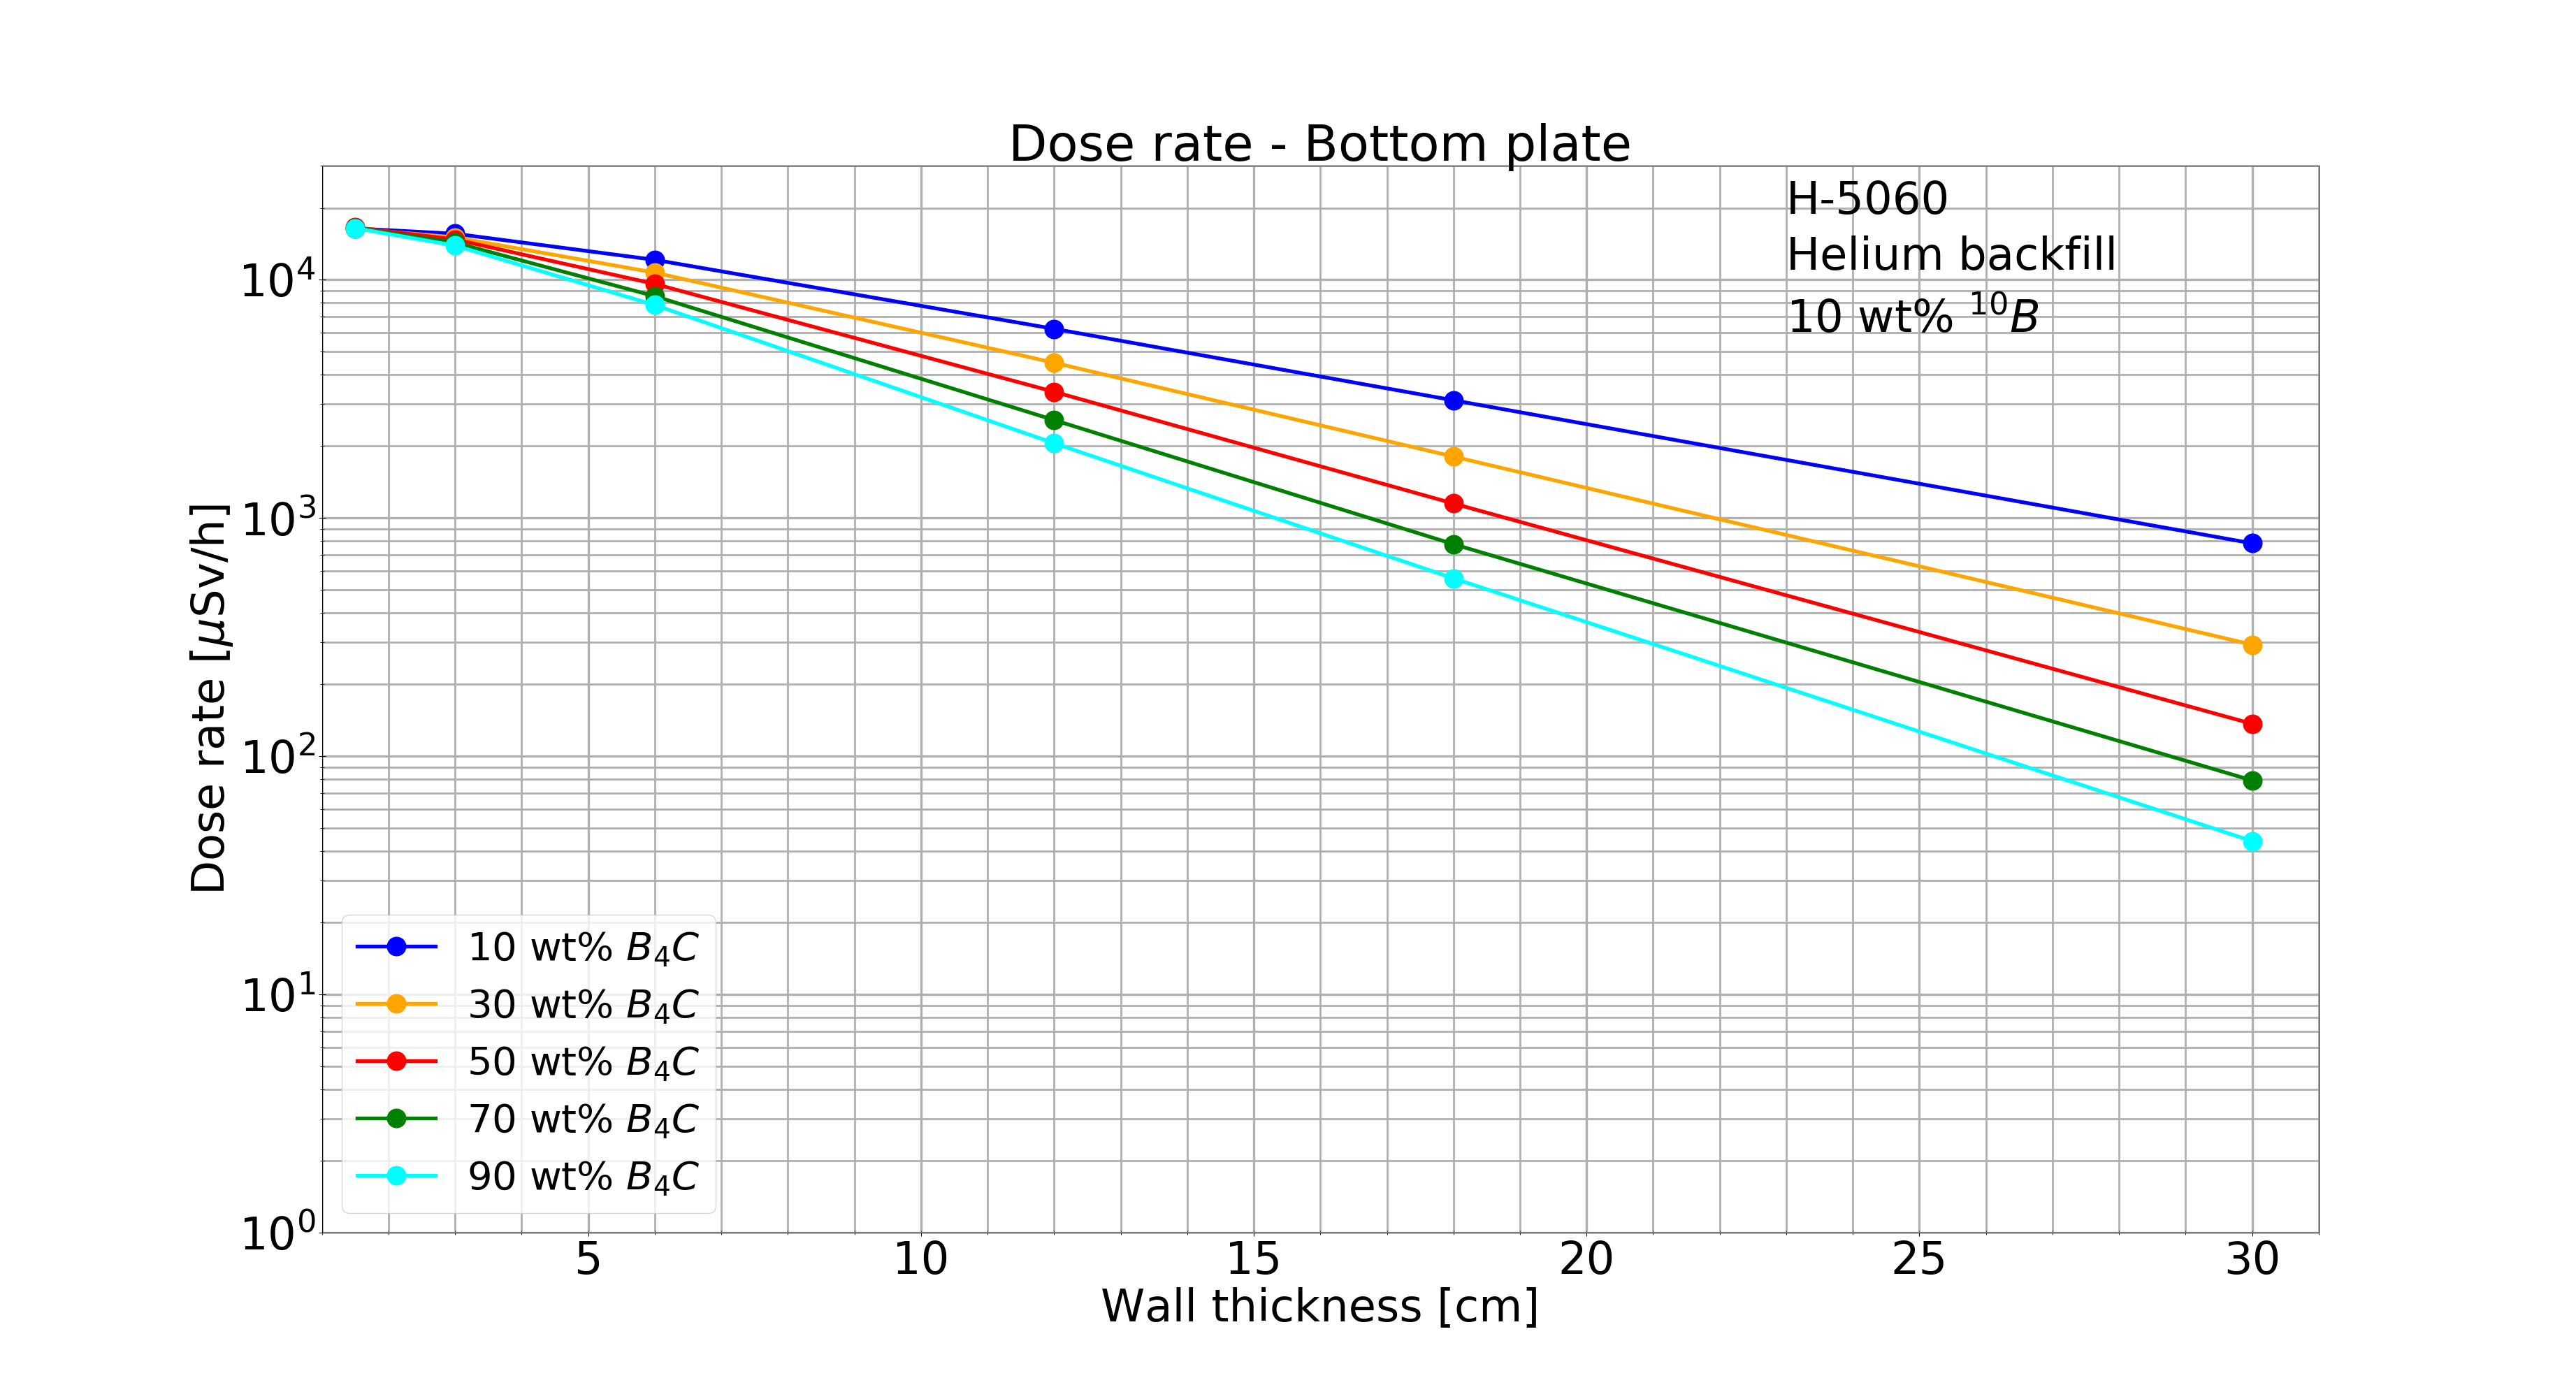 Dose rate - Bottom plate
H-5060
Helium backfill
10 wt% ¹⁰B
Dose rate [μSv/h]
10⁴
10³
10²
10¹
10⁰
10 wt% B₄C
30 wt% B₄C
50 wt% B₄C
70 wt% B₄C
90 wt% B₄C
5 10 15 20 25 30
Wall thickness [cm]